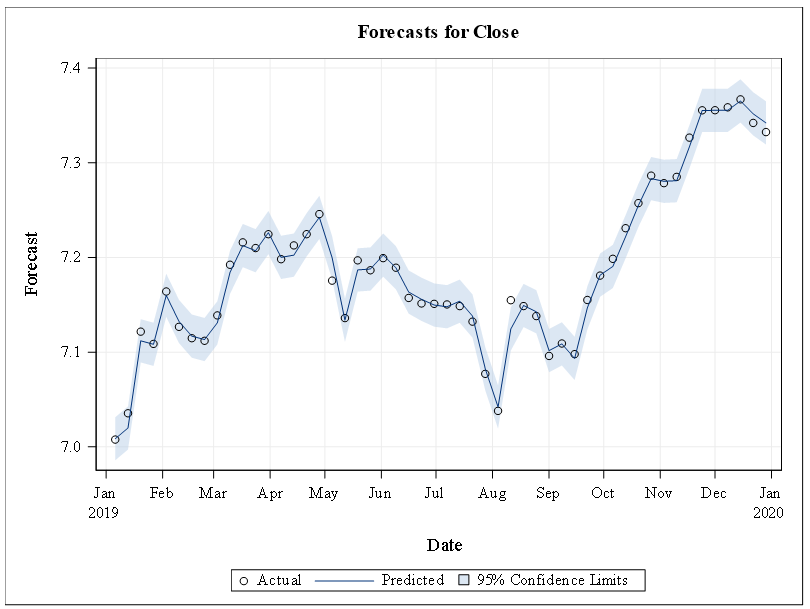 Forecasts for Close
7.4
7.3
7.2
7.1
7.0
Forecast
Jan Feb Mar Apr May Jun Jul Aug Sep Oct Nov Dec Jan
2019 2020
Date
Actual Predicted 95% Confidence Limits